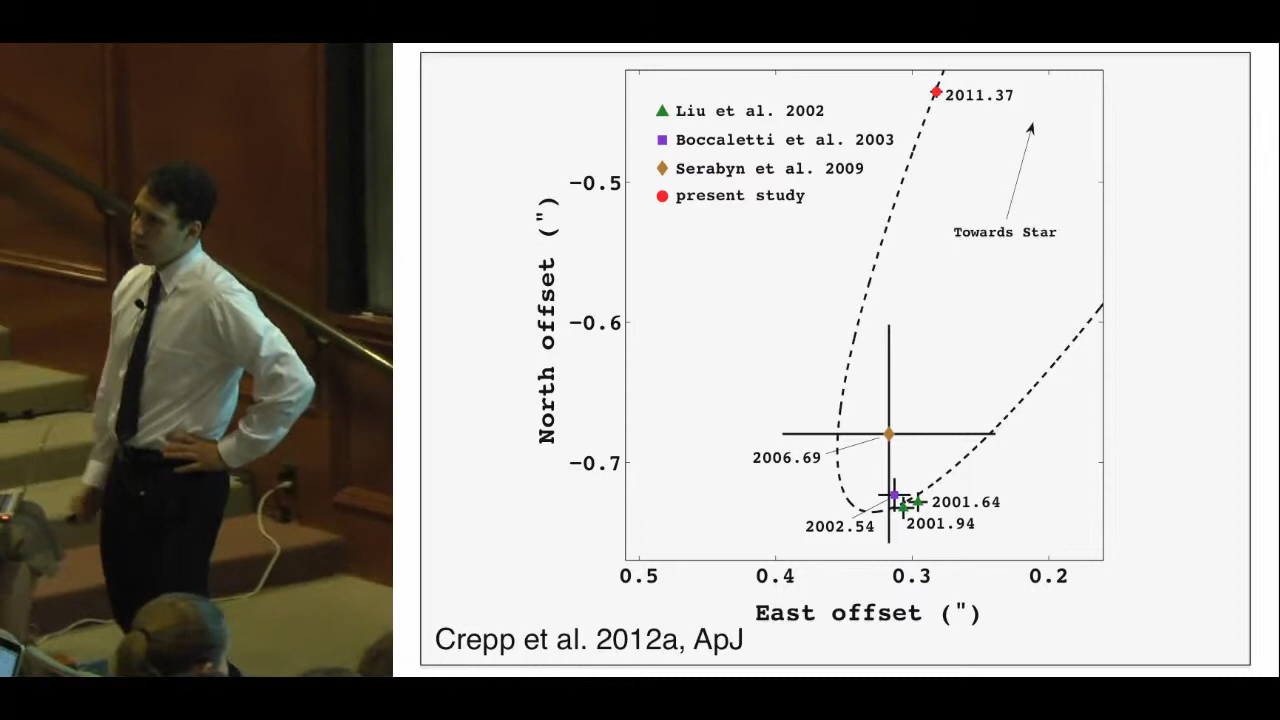 Liu et al. 2002
Boccaletti et al. 2003
Serabyn et al. 2009
present study
2011.37
Towards Star
North offset (")
−0.5
−0.6
−0.7
2006.69
2002.54
2001.64
2001.94
0.5 0.4 0.3 0.2
East offset (")
Crepp et al. 2012a, ApJ